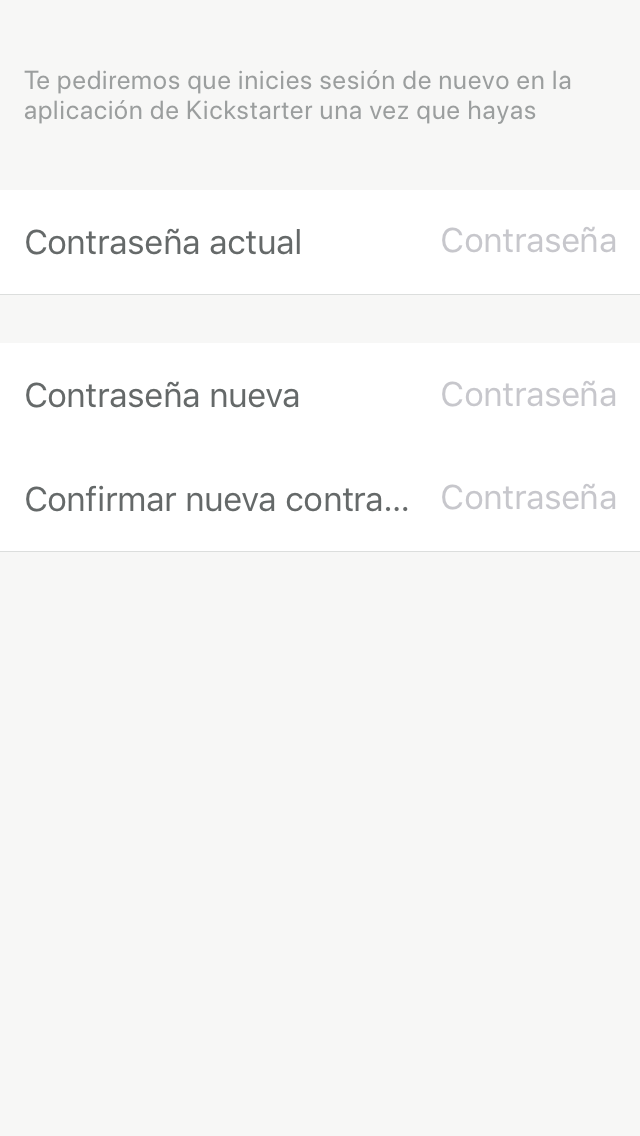 Te pediremos que inicies sesión de nuevo en la
aplicación de Kickstarter una vez que hayas
Contraseña actual Contraseña
Contraseña nueva Contraseña
Confirmar nueva contra... Contraseña